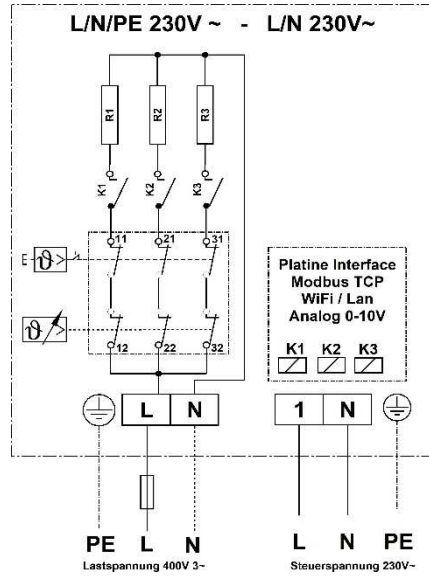 L/N/PE 230V ~ - L/N 230V~
R1 R2 R3
K1 K2 K3
11 21 31
E ϑ >
ϑ >
12 22 32
Platine Interface
Modbus TCP
WiFi / Lan
Analog 0-10V
K1 K2 K3
L N 1 N
PE L N L N PE
Lastspannung 400V 3~ Steuerspannung 230V~